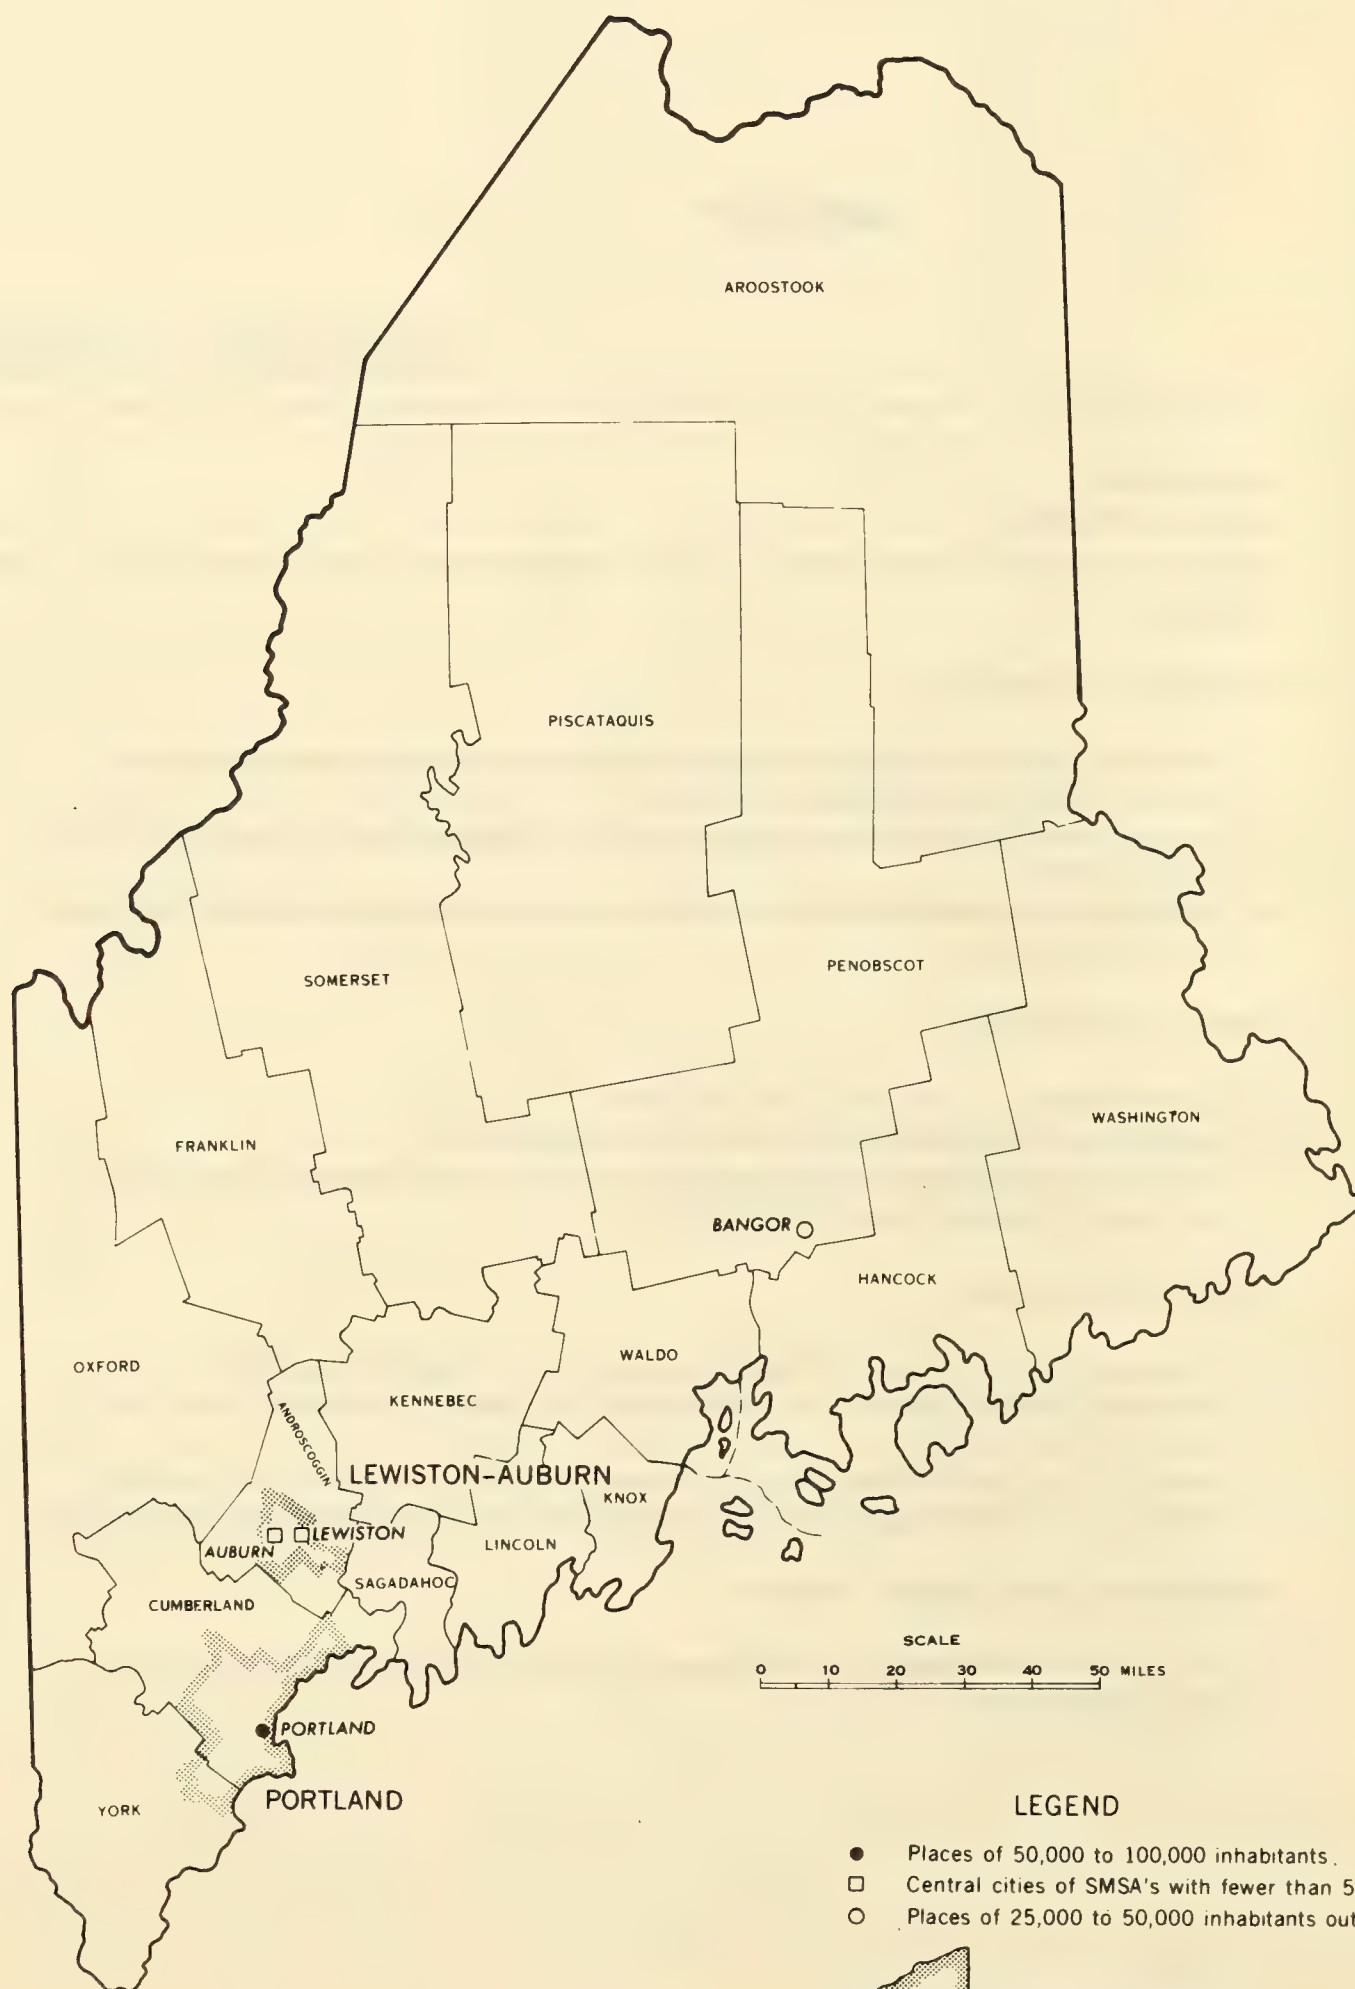 AROOSTOOK
PISCATAQUIS
SOMERSET
PENOBSCOT
FRANKLIN
WASHINGTON
BANGOR
HANCOCK
OXFORD
WALDO
KENNEBEC
ANDROSCOGGIN
LEWISTON-AUBURN
KNOX
LEWISTON
AUBURN
LINCOLN
SAGADAHOC
CUMBERLAND
SCALE
0 10 20 30 40 50 MILES
PORTLAND
PORTLAND
YORK
LEGEND
Places of 50,000 to 100,000 inhabitants.
Central cities of SMSA's with fewer than 5
Places of 25,000 to 50,000 inhabitants out